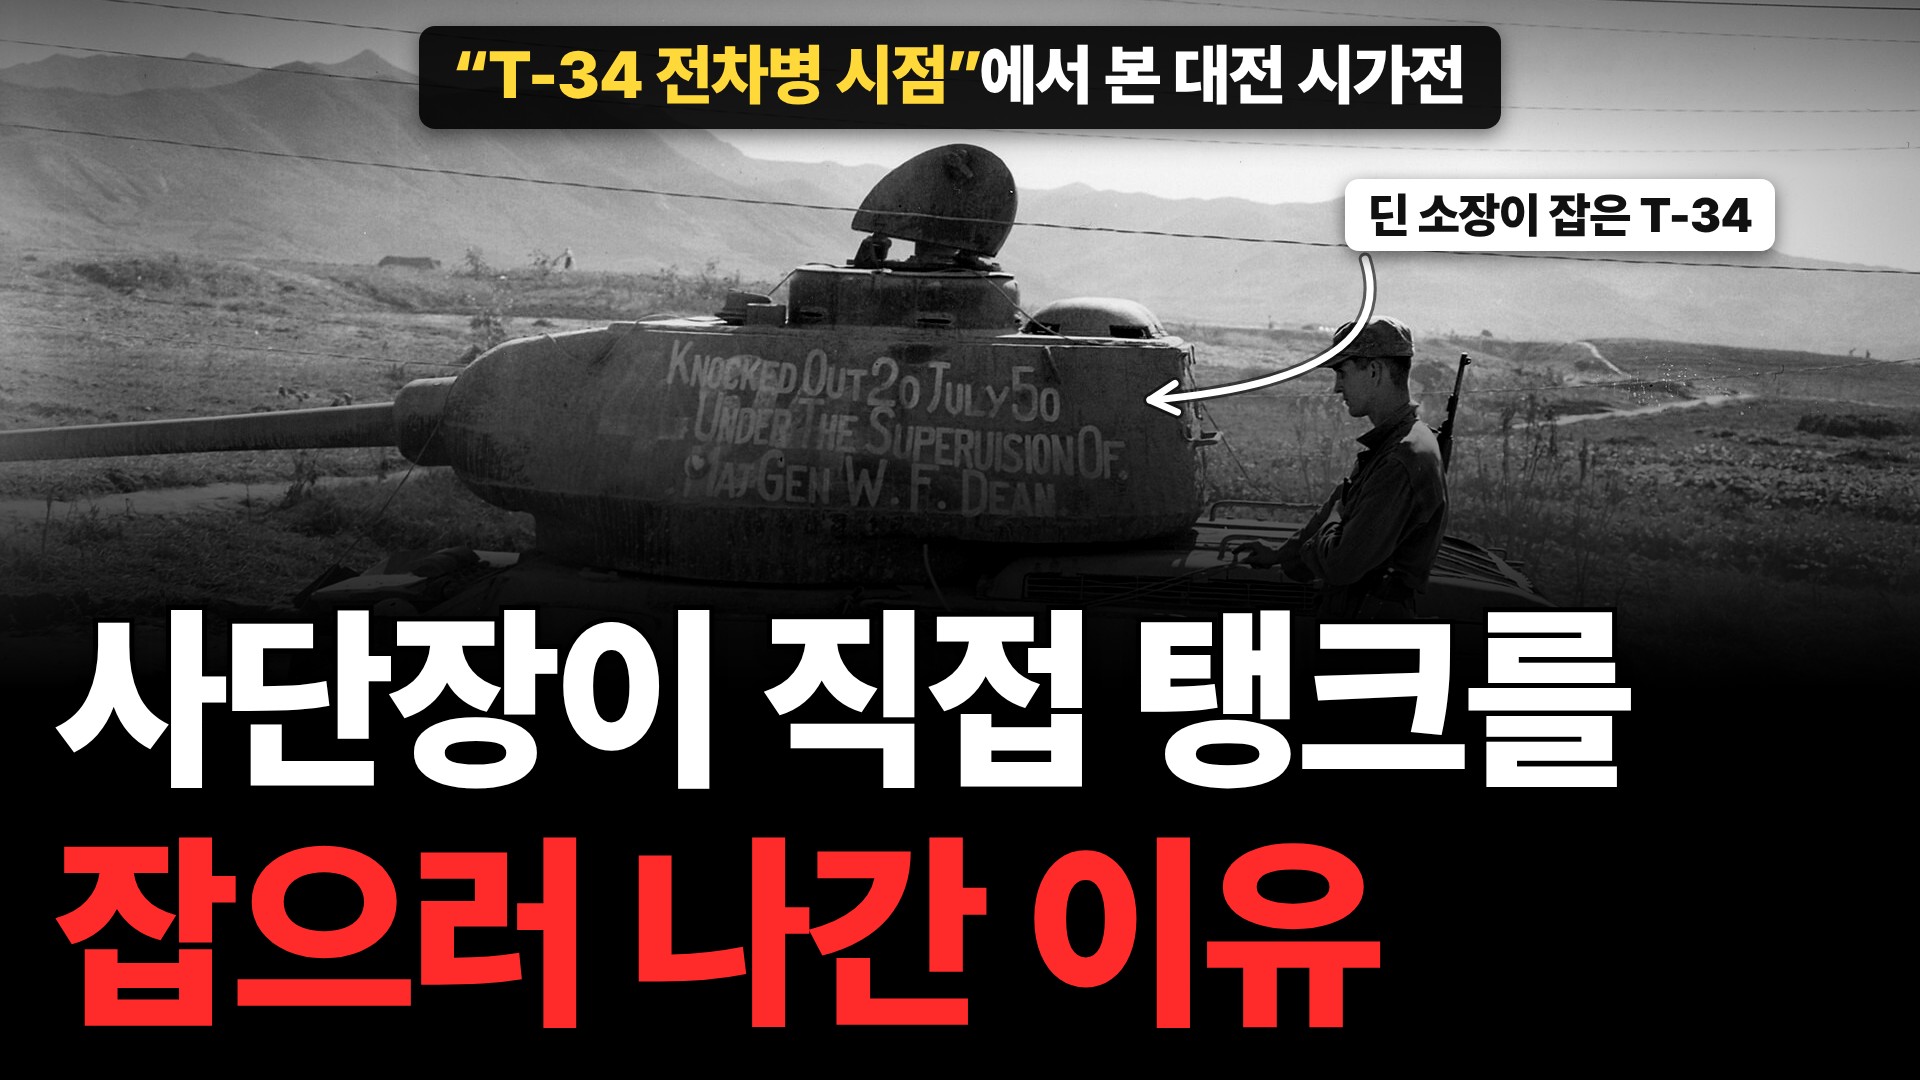 “T-34 전차병 시점”에서 본 대전 시가전
딘 소장이 잡은 T-34
KNOCKED OUT 20 JULY 50
UNDER THE SUPERUISION OF.
MAJ GEN W. F. DEAN
사단장이 직접 탱크를
잡으러 나간 이유